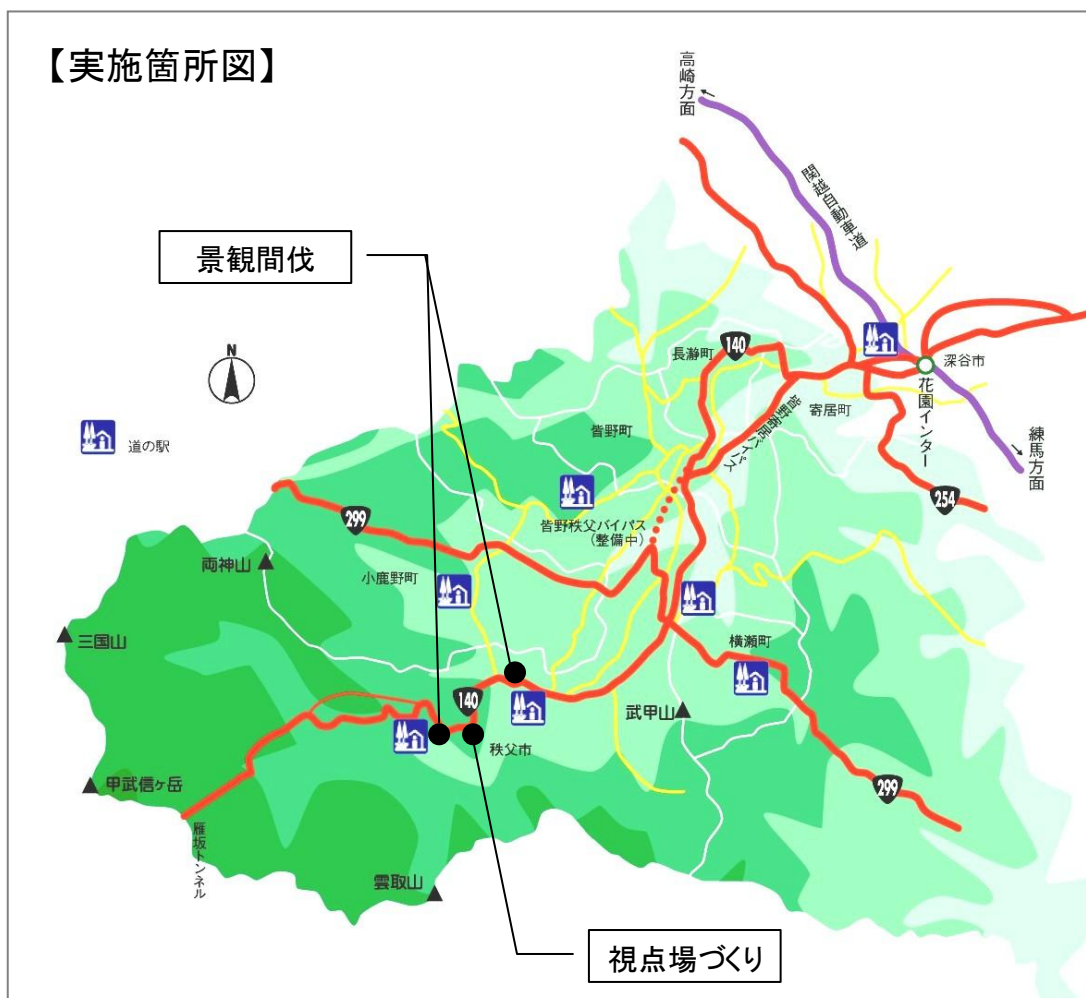 【実施箇所図】
高崎方面
関越自動車道
景観間伐
N
道の駅
140
長瀞町
深谷市
花園インター
寄居町
皆野寄居バイパス
皆野町
練馬方面
254
299
皆野秩父バイパス
(整備中)
両神山
小鹿野町
三国山
横瀬町
140
武甲山
秩父市
甲武信ヶ岳
299
雁坂トンネル
雲取山
視点場づくり